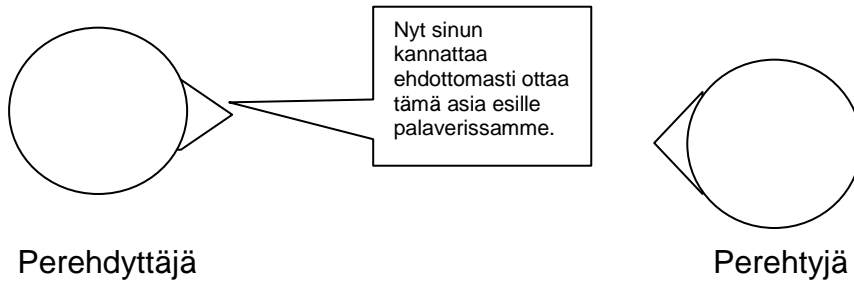 Nyt sinun
kannattaa
ehdottomasti ottaa
tämä asia esille
palaverissamme.
Perehdyttäjä
Perehtyjä